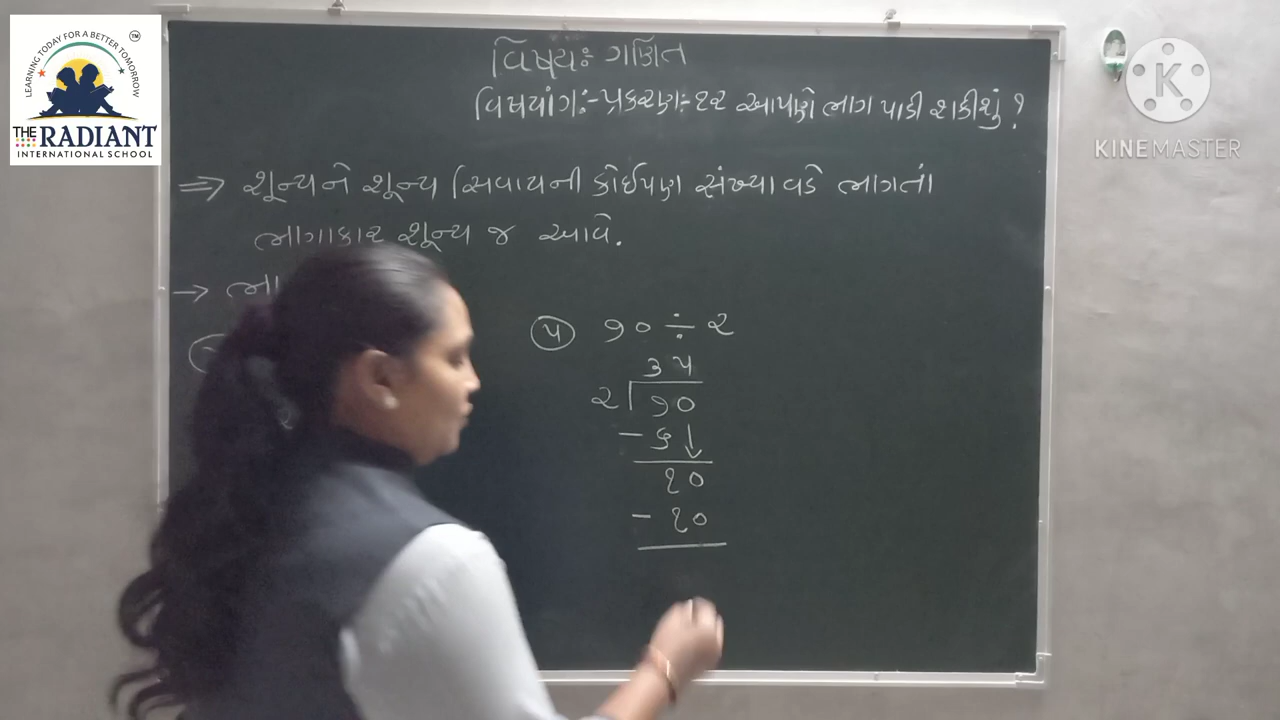 LEARNING TODAY FOR A BETTER TOMORROW
TM
THE RADIANT
INTERNATIONAL SCHOOL
K
KINEMASTER
વિષય:- ગણિત
વિષયાંગ:- પ્રકરણ:- ૧૨ આપણે ભાગ પાડી શકીશું ?
⇒ શૂન્યને શૂન્ય સિવાયની કોઈપણ સંખ્યા વડે ભાગતાં
ભાગાકાર શૂન્ય જ આવે.
→ ભા
૫ ૭૦ ÷ ૨
૩૫
૨ ૭૦
- ૬↓
૧૦
- ૧૦